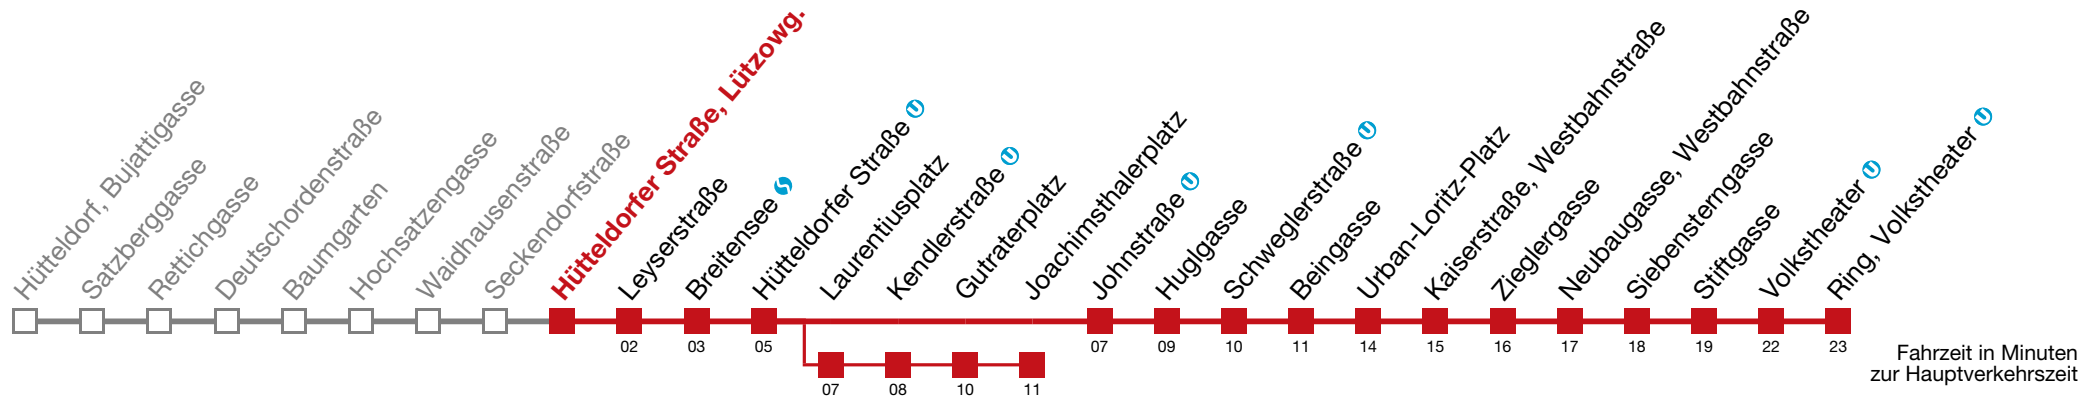 Hütteldorf, Bujattigasse
Satzberggasse
Rettichgasse
Deutschordenstraße
Baumgarten
Hochsatzengasse
Waidhausenstraße
Seckendorfstraße
Hütteldorfer Straße, Lützowg.
Leyserstraße
Breitensee
Hütteldorfer Straße U
Laurentiusplatz
Kendlerstraße U
Gutraterplatz
Joachimsthalerplatz
Johnstraße U
Huglgasse
Schweglerstraße U
Beingasse
Urban-Loritz-Platz
Kaiserstraße, Westbahnstraße
Zieglergasse
Neubaugasse, Westbahnstraße
Siebensterngasse
Stiftgasse
Volkstheater U
Ring, Volkstheater U
02 03 05 07 09 10 11 14 15 16 17 18 19 22 23
07 08 10 11
Fahrzeit in Minuten
zur Hauptverkehrszeit